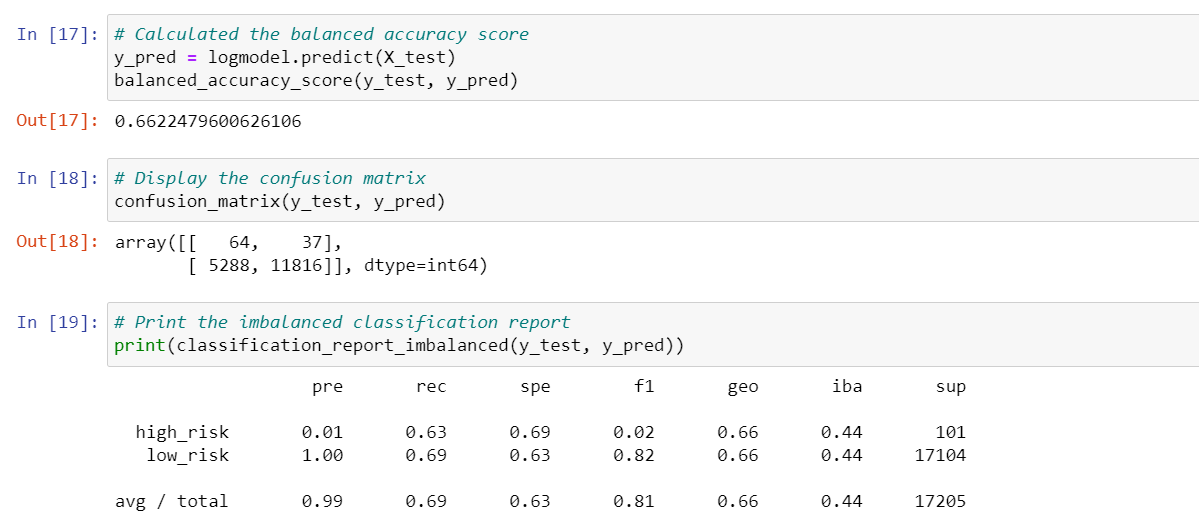 In [17]: # Calculated the balanced accuracy score
y_pred = logmodel.predict(X_test)
balanced_accuracy_score(y_test, y_pred)
Out[17]: 0.6622479600626106
In [18]: # Display the confusion matrix
confusion_matrix(y_test, y_pred)
Out[18]: array([[ 64, 37],
[ 5288, 11816]], dtype=int64)
In [19]: # Print the imbalanced classification report
print(classification_report_imbalanced(y_test, y_pred))
pre rec spe f1 geo iba sup
high_risk 0.01 0.63 0.69 0.02 0.66 0.44 101
low_risk 1.00 0.69 0.63 0.82 0.66 0.44 17104
avg / total 0.99 0.69 0.63 0.81 0.66 0.44 17205